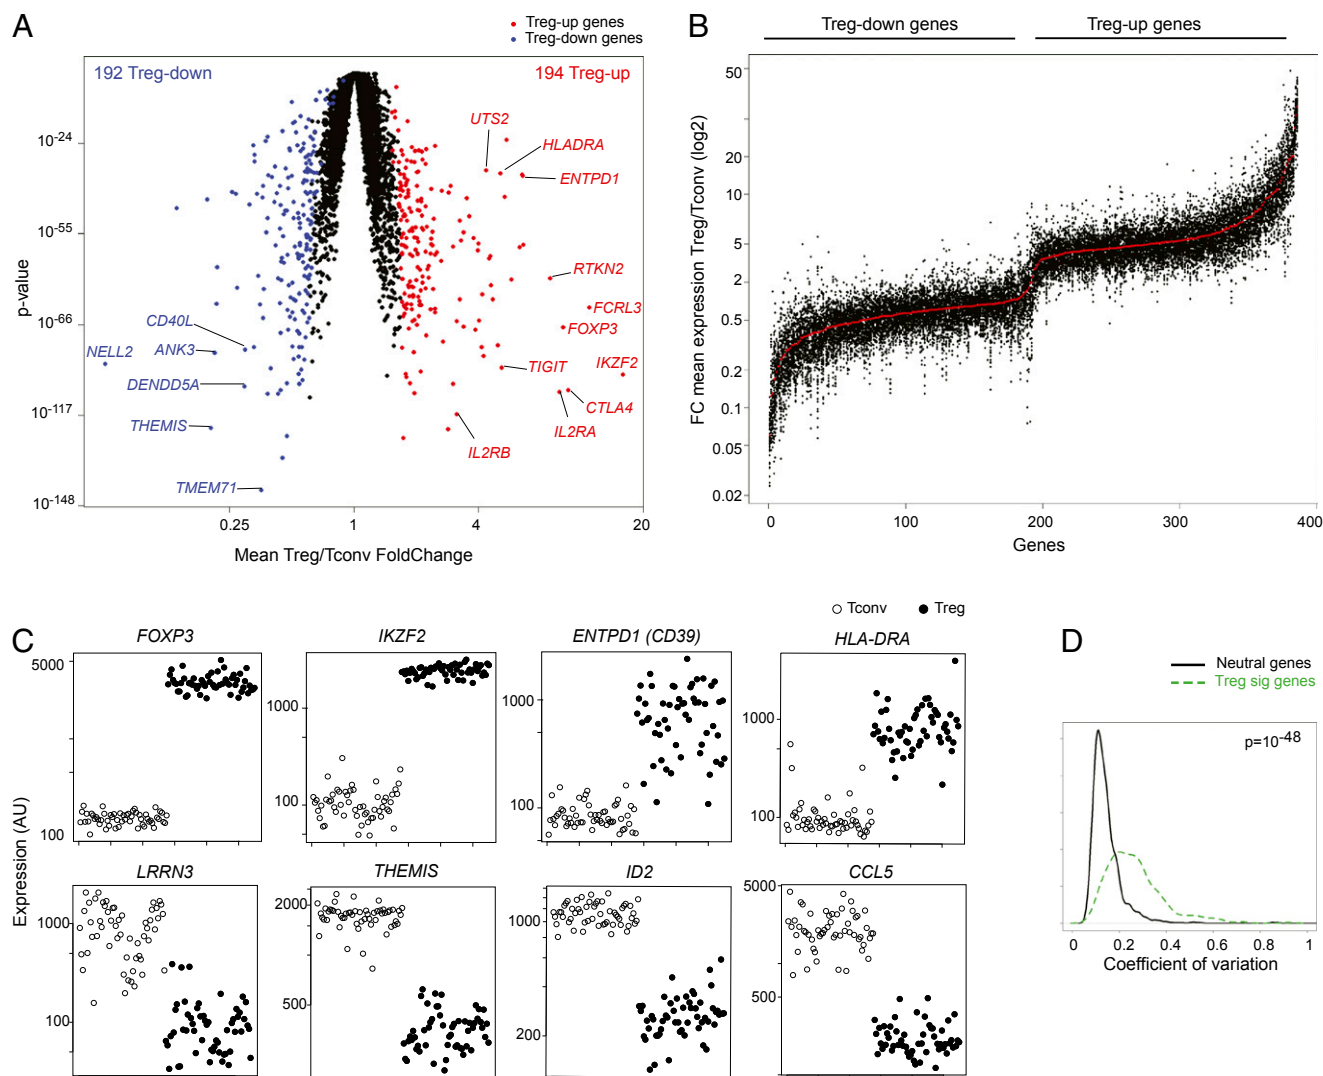 A
Treg-up genes
Treg-down genes
192 Treg-down
194 Treg-up
UTS2
HLADRA
ENTPD1
RTKN2
FCRL3
FOXP3
IKZF2
TIGIT
CTLA4
IL2RA
IL2RB
CD40L
ANK3
NELL2
DENDD5A
THEMIS
TMEM71
p-value
10-24
10-55
10-66
10-117
10-148
0.25 1 4 20
Mean Treg/Tconv FoldChange
B
Treg-down genes Treg-up genes
FC mean expression Treg/Tconv (log2)
50
20
10
5
2
0.5
0.2
0.1
0.05
0.02
0 100 200 300 400
Genes
C
Tconv Treg
Expression (AU)
FOXP3
5000
100
IKZF2
1000
100
ENTPD1 (CD39)
1000
100
HLA-DRA
1000
100
LRRN3
1000
100
THEMIS
2000
500
ID2
1000
200
CCL5
5000
500
D
Neutral genes
Treg sig genes
p=10-48
0 0.2 0.4 0.6 0.8 1
Coefficient of variation